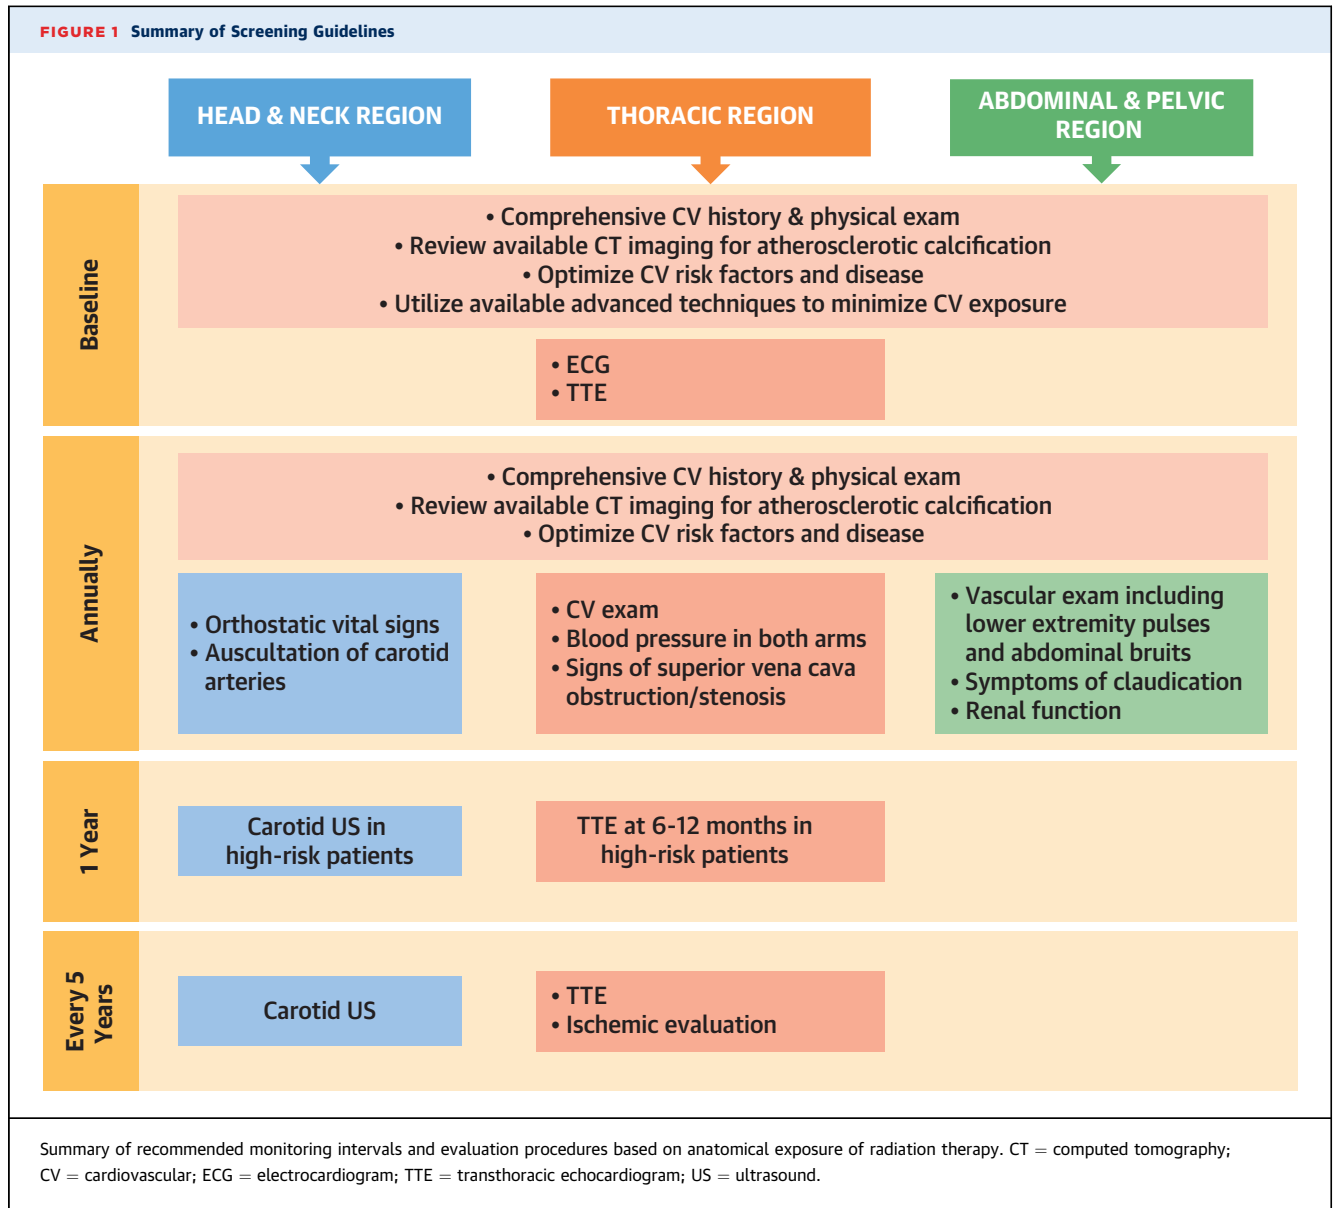 FIGURE 1 Summary of Screening Guidelines
HEAD & NECK REGION
THORACIC REGION
ABDOMINAL & PELVIC
REGION
Baseline
• Comprehensive CV history & physical exam
• Review available CT imaging for atherosclerotic calcification
• Optimize CV risk factors and disease
• Utilize available advanced techniques to minimize CV exposure
• ECG
• TTE
Annually
• Comprehensive CV history & physical exam
• Review available CT imaging for atherosclerotic calcification
• Optimize CV risk factors and disease
• Orthostatic vital signs
• Auscultation of carotid
arteries
• CV exam
• Blood pressure in both arms
• Signs of superior vena cava
obstruction/stenosis
• Vascular exam including
lower extremity pulses
and abdominal bruits
• Symptoms of claudication
• Renal function
1 Year
Carotid US in
high-risk patients
TTE at 6-12 months in
high-risk patients
Every 5
Years
Carotid US
• TTE
• Ischemic evaluation
Summary of recommended monitoring intervals and evaluation procedures based on anatomical exposure of radiation therapy. CT = computed tomography;
CV = cardiovascular; ECG = electrocardiogram; TTE = transthoracic echocardiogram; US = ultrasound.